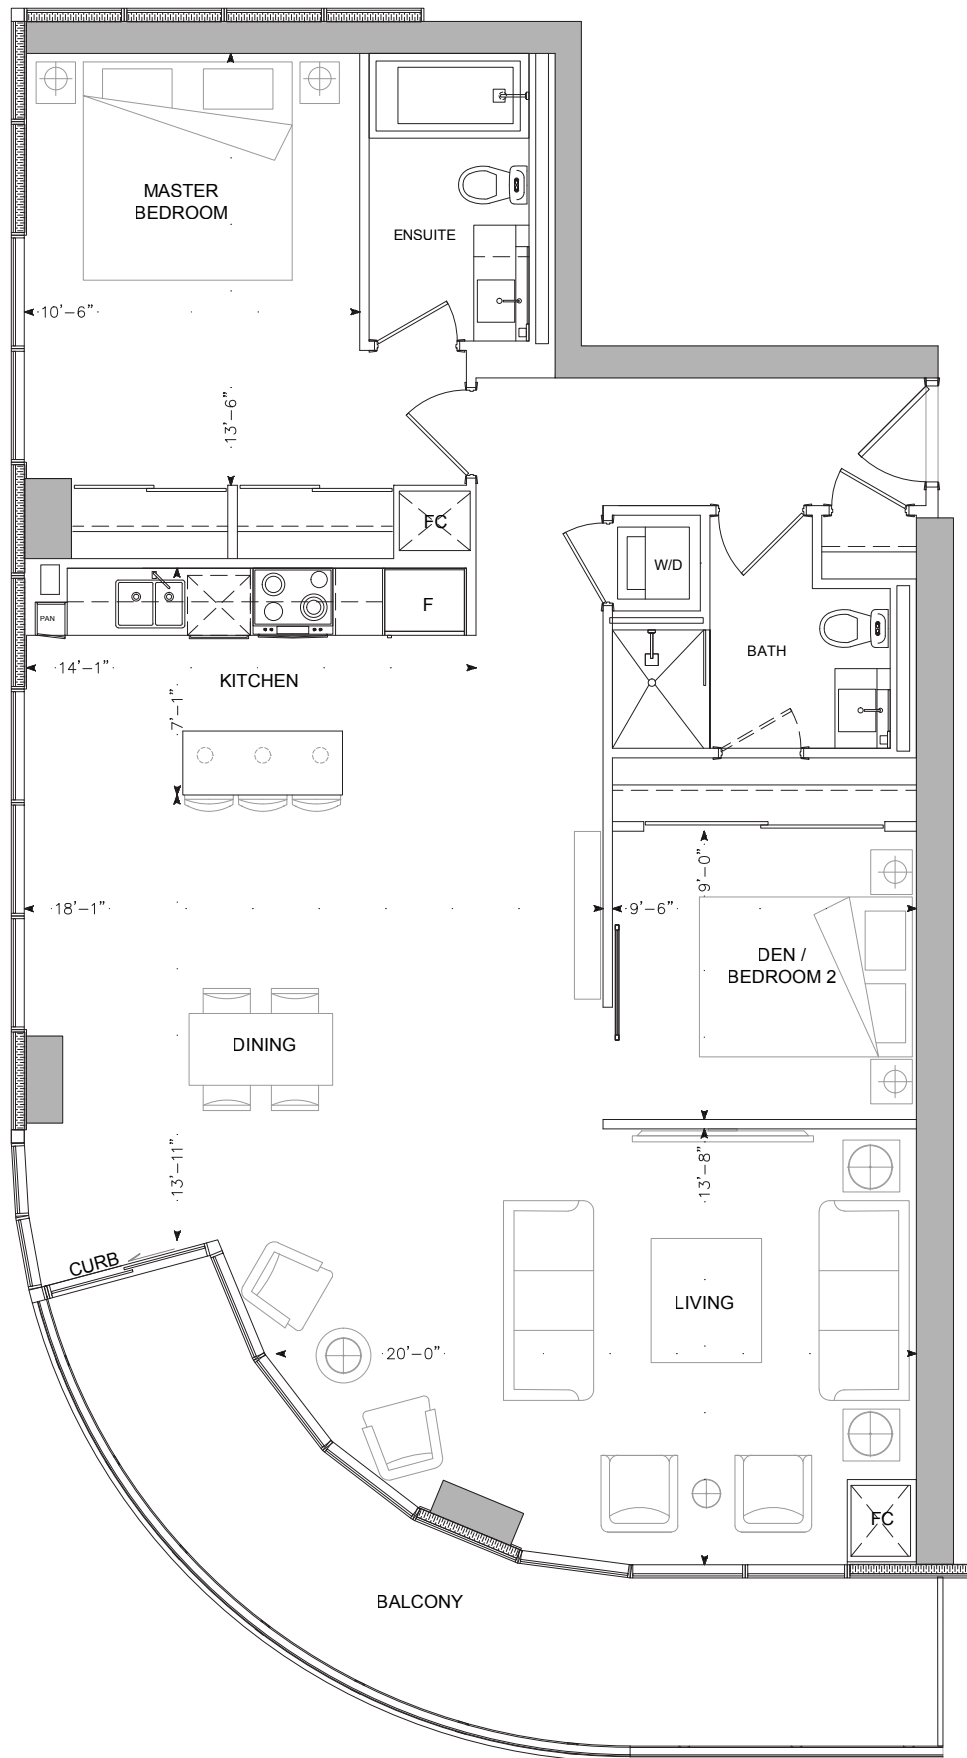 MASTER
BEDROOM
ENSUITE
10'-6"
13'-6"
FC
W/D
PAN
F
BATH
14'-1"
KITCHEN
7'-1"
9'-0"
18'-1"
9'-6"
DEN /
BEDROOM 2
DINING
13'-11"
13'-8"
CURB
LIVING
20'-0"
FC
BALCONY